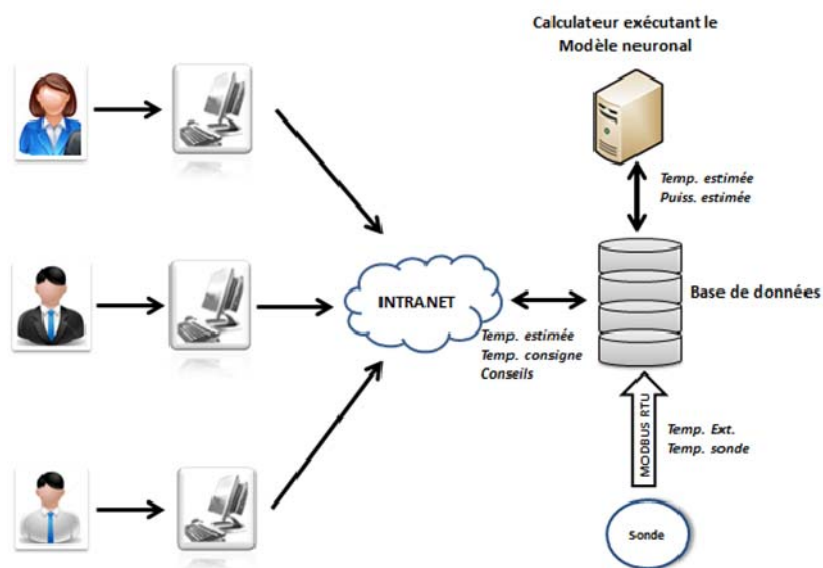 Calculateur exécutant le
Modèle neuronal
Temp. estimée
Puiss. estimée
INTRANET
Base de données
Temp. estimée
Temp. consigne
Conseils
MODBUS RTU
Temp. Ext.
Temp. sonde
Sonde